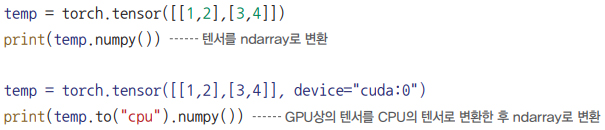 temp = torch.tensor([[1,2],[3,4]])
print(temp.numpy()) ------ 텐서를 ndarray로 변환
temp = torch.tensor([[1,2],[3,4]], device="cuda:0")
print(temp.to("cpu").numpy()) ------ GPU상의 텐서를 CPU의 텐서로 변환한 후 ndarray로 변환